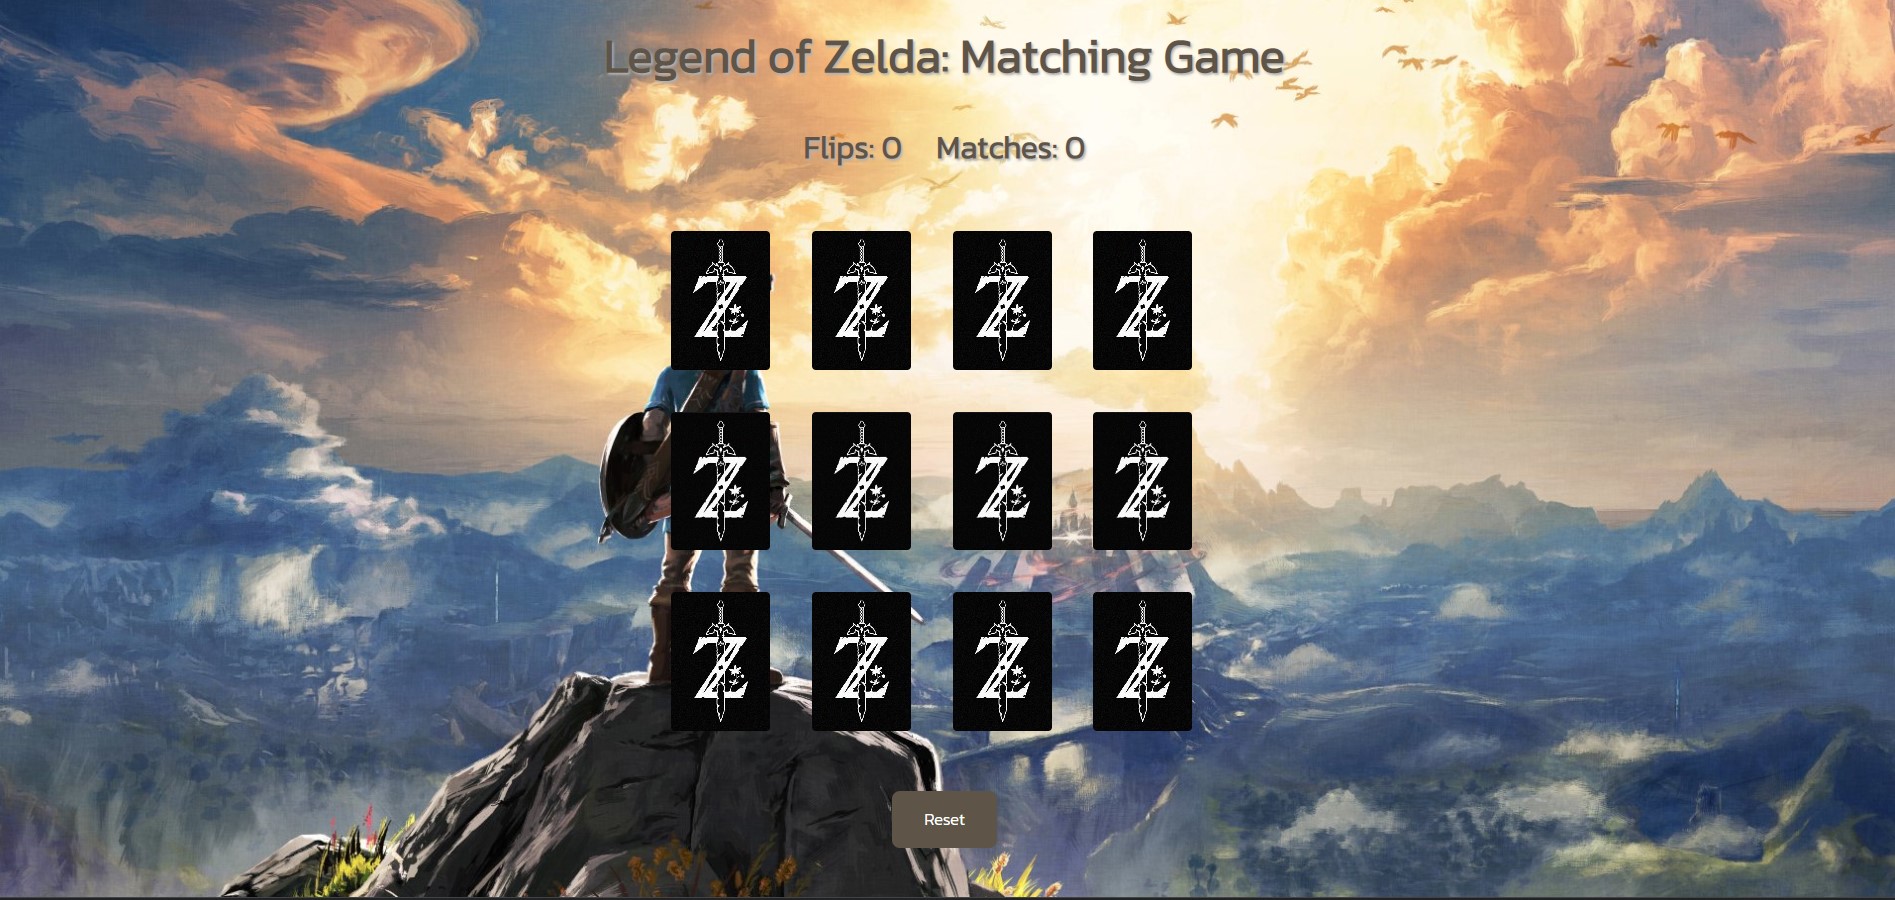 Legend of Zelda: Matching Game
Flips: 0 Matches: 0
Z Z Z Z
Z Z Z Z
Z Z Z Z
Reset